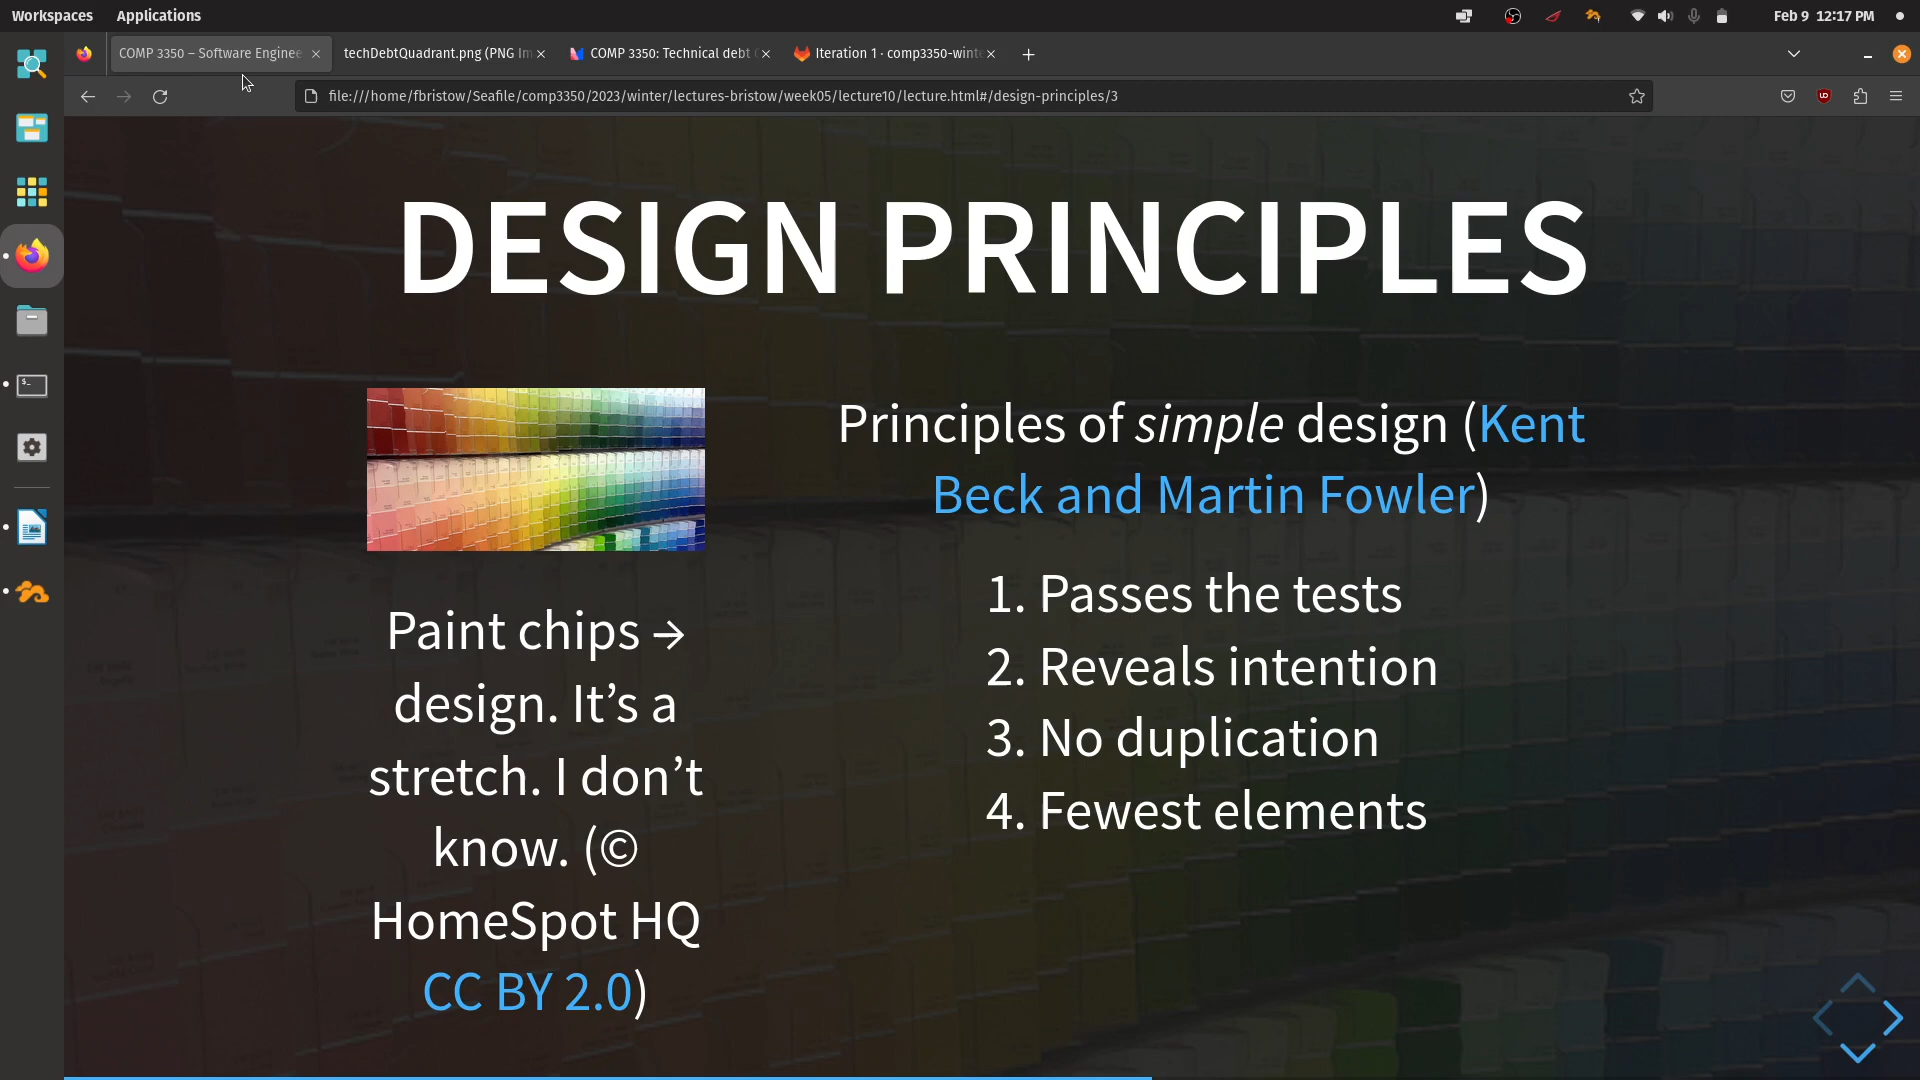 Workspaces Applications Feb 9 12:17 PM
COMP 3350 – Software Enginee techDebtQuadrant.png (PNG Im COMP 3350: Technical debt Iteration 1 · comp3350-wint
file:///home/fbristow/Seafile/comp3350/2023/winter/lectures-bristow/week05/lecture10/lecture.html#/design-principles/3
DESIGN PRINCIPLES
Paint chips →
design. It’s a
stretch. I don’t
know. (©
HomeSpot HQ
CC BY 2.0)
Principles of simple design (Kent
Beck and Martin Fowler)
1. Passes the tests
2. Reveals intention
3. No duplication
4. Fewest elements